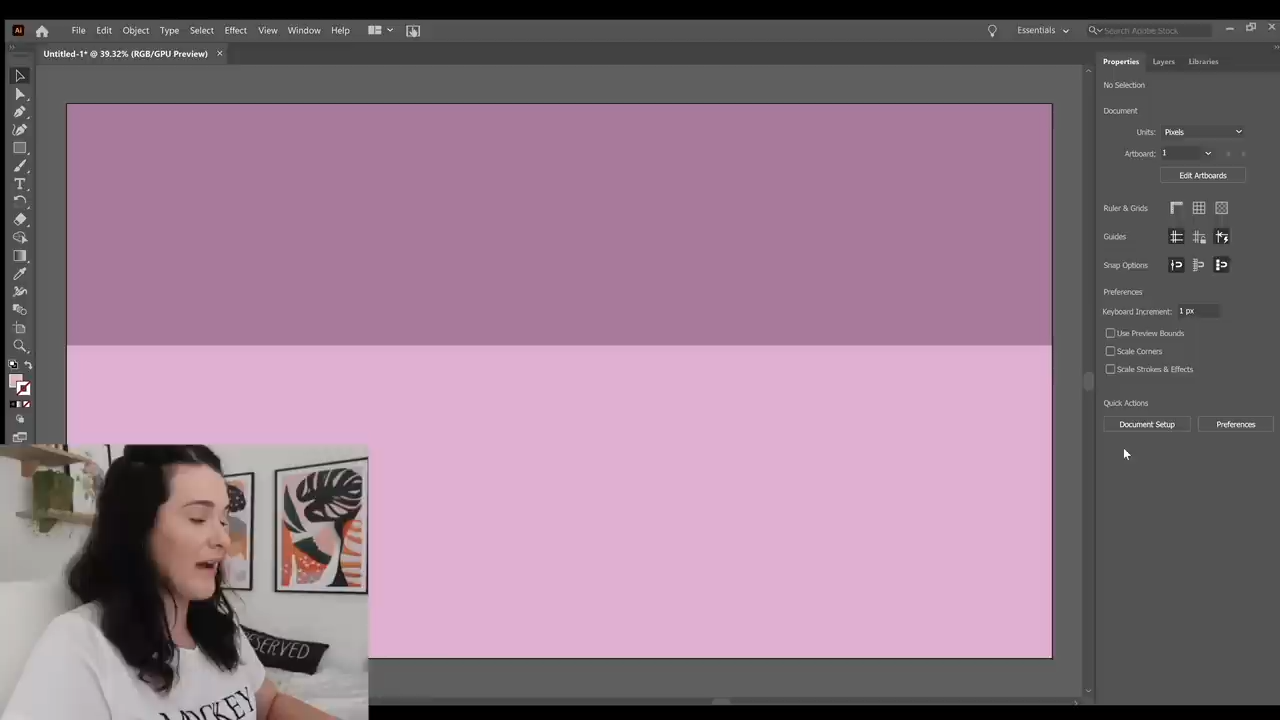 Ai File Edit Object Type Select Effect View Window Help Essentials Search Adobe Stock
Untitled-1* @ 39.32% (RGB/GPU Preview) ×
Properties Layers Libraries
No Selection
Document
Units: Pixels
Artboard: 1
Edit Artboards
Ruler & Grids
Guides
Snap Options
Preferences
Keyboard Increment: 1 px
Use Preview Bounds
Scale Corners
Scale Strokes & Effects
Quick Actions
Document Setup Preferences